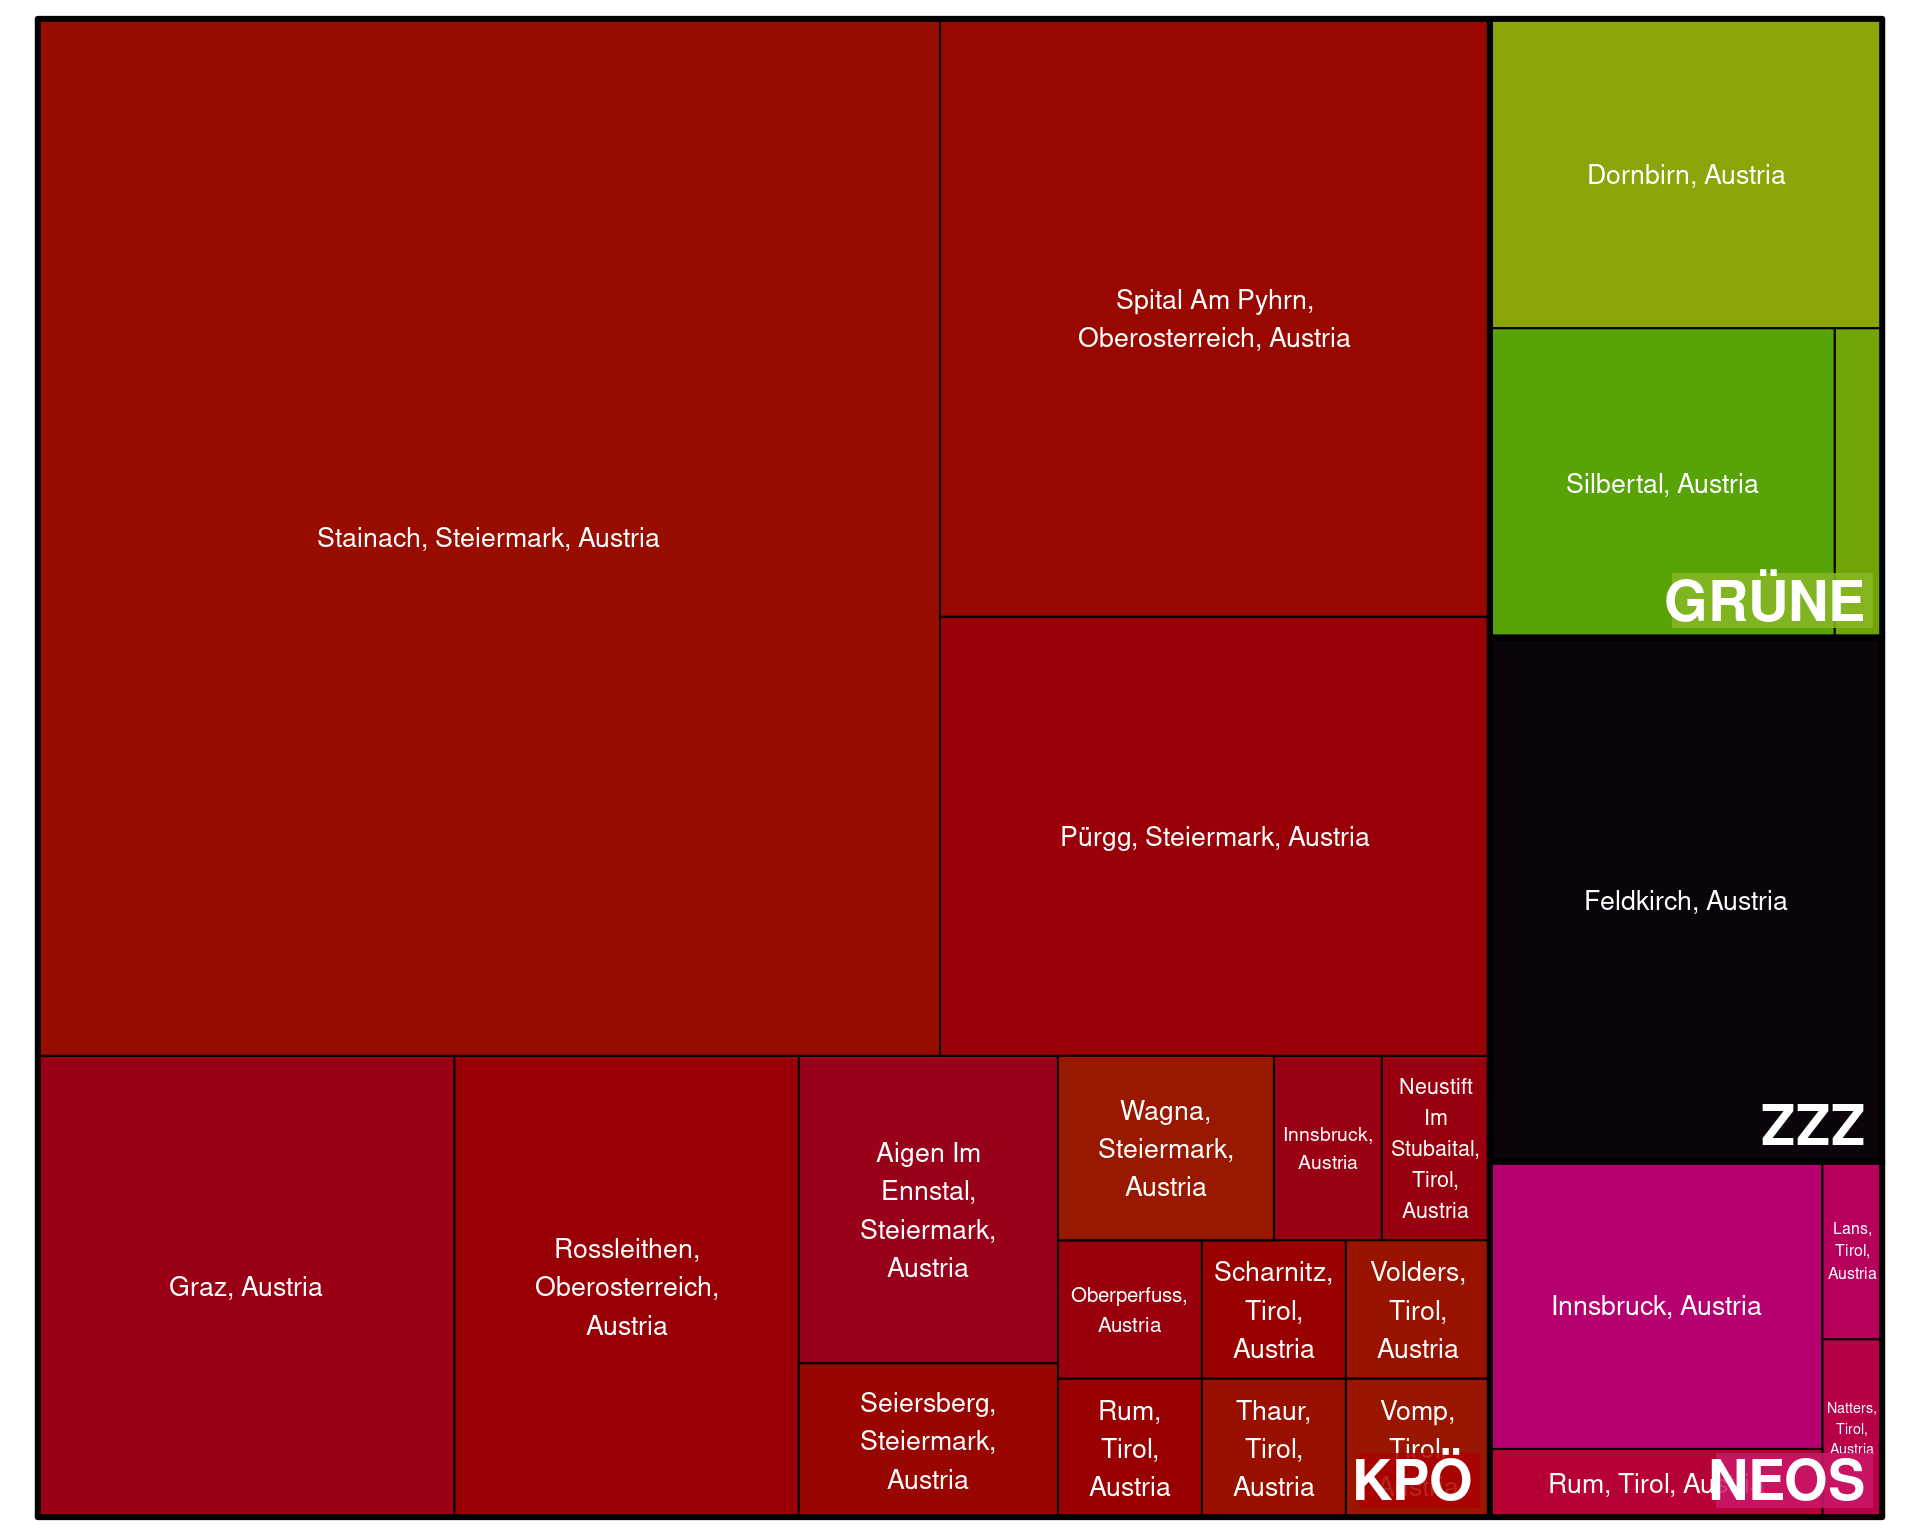 Stainach, Steiermark, Austria
Spital Am Pyhrn,
Oberosterreich, Austria
Pürgg, Steiermark, Austria
Graz, Austria
Rossleithen,
Oberosterreich,
Austria
Aigen Im
Ennstal,
Steiermark,
Austria
Seiersberg,
Steiermark,
Austria
Wagna,
Steiermark,
Austria
Innsbruck,
Austria
Neustift
Im
Stubaital,
Tirol,
Austria
Oberperfuss,
Austria
Scharnitz,
Tirol,
Austria
Volders,
Tirol,
Austria
Rum,
Tirol,
Austria
Thaur,
Tirol,
Austria
Vomp,
Tirol,
KPÖ
Dornbirn, Austria
Silbertal, Austria
GRÜNE
Feldkirch, Austria
ZZZ
Innsbruck, Austria
Lans,
Tirol,
Austria
Natters,
Tirol,
Austria
Rum, Tirol,
NEOS